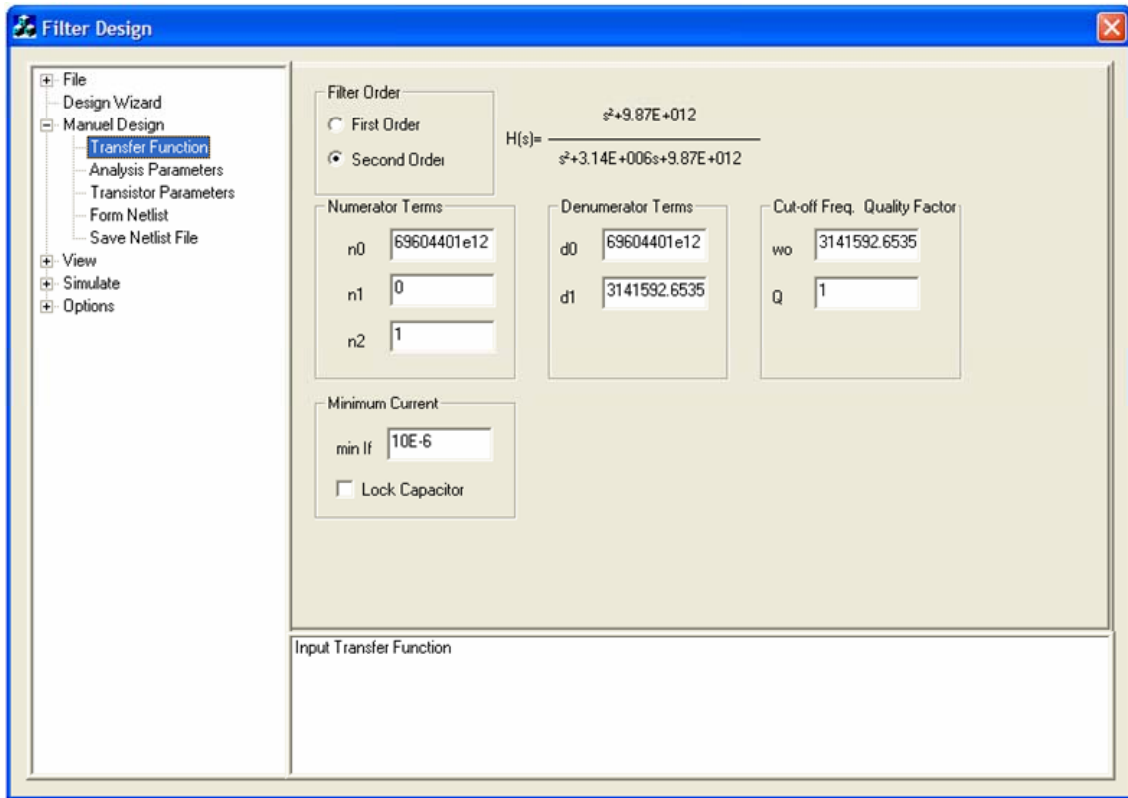 Filter Design
File
Design Wizard
Manuel Design
Transfer Function
Analysis Parameters
Transistor Parameters
Form Netlist
Save Netlist File
View
Simulate
Options
Filter Order
First Order
Second Order
H(s)=
s²+9.87E+012
s²+3.14E+006s+9.87E+012
Numerator Terms
n0 69604401e12
n1 0
n2 1
Denumerator Terms
d0 69604401e12
d1 3141592.6535
Cut-off Freq. Quality Factor
wo 3141592.6535
Q 1
Minimum Current
min If 10E-6
Lock Capacitor
Input Transfer Function